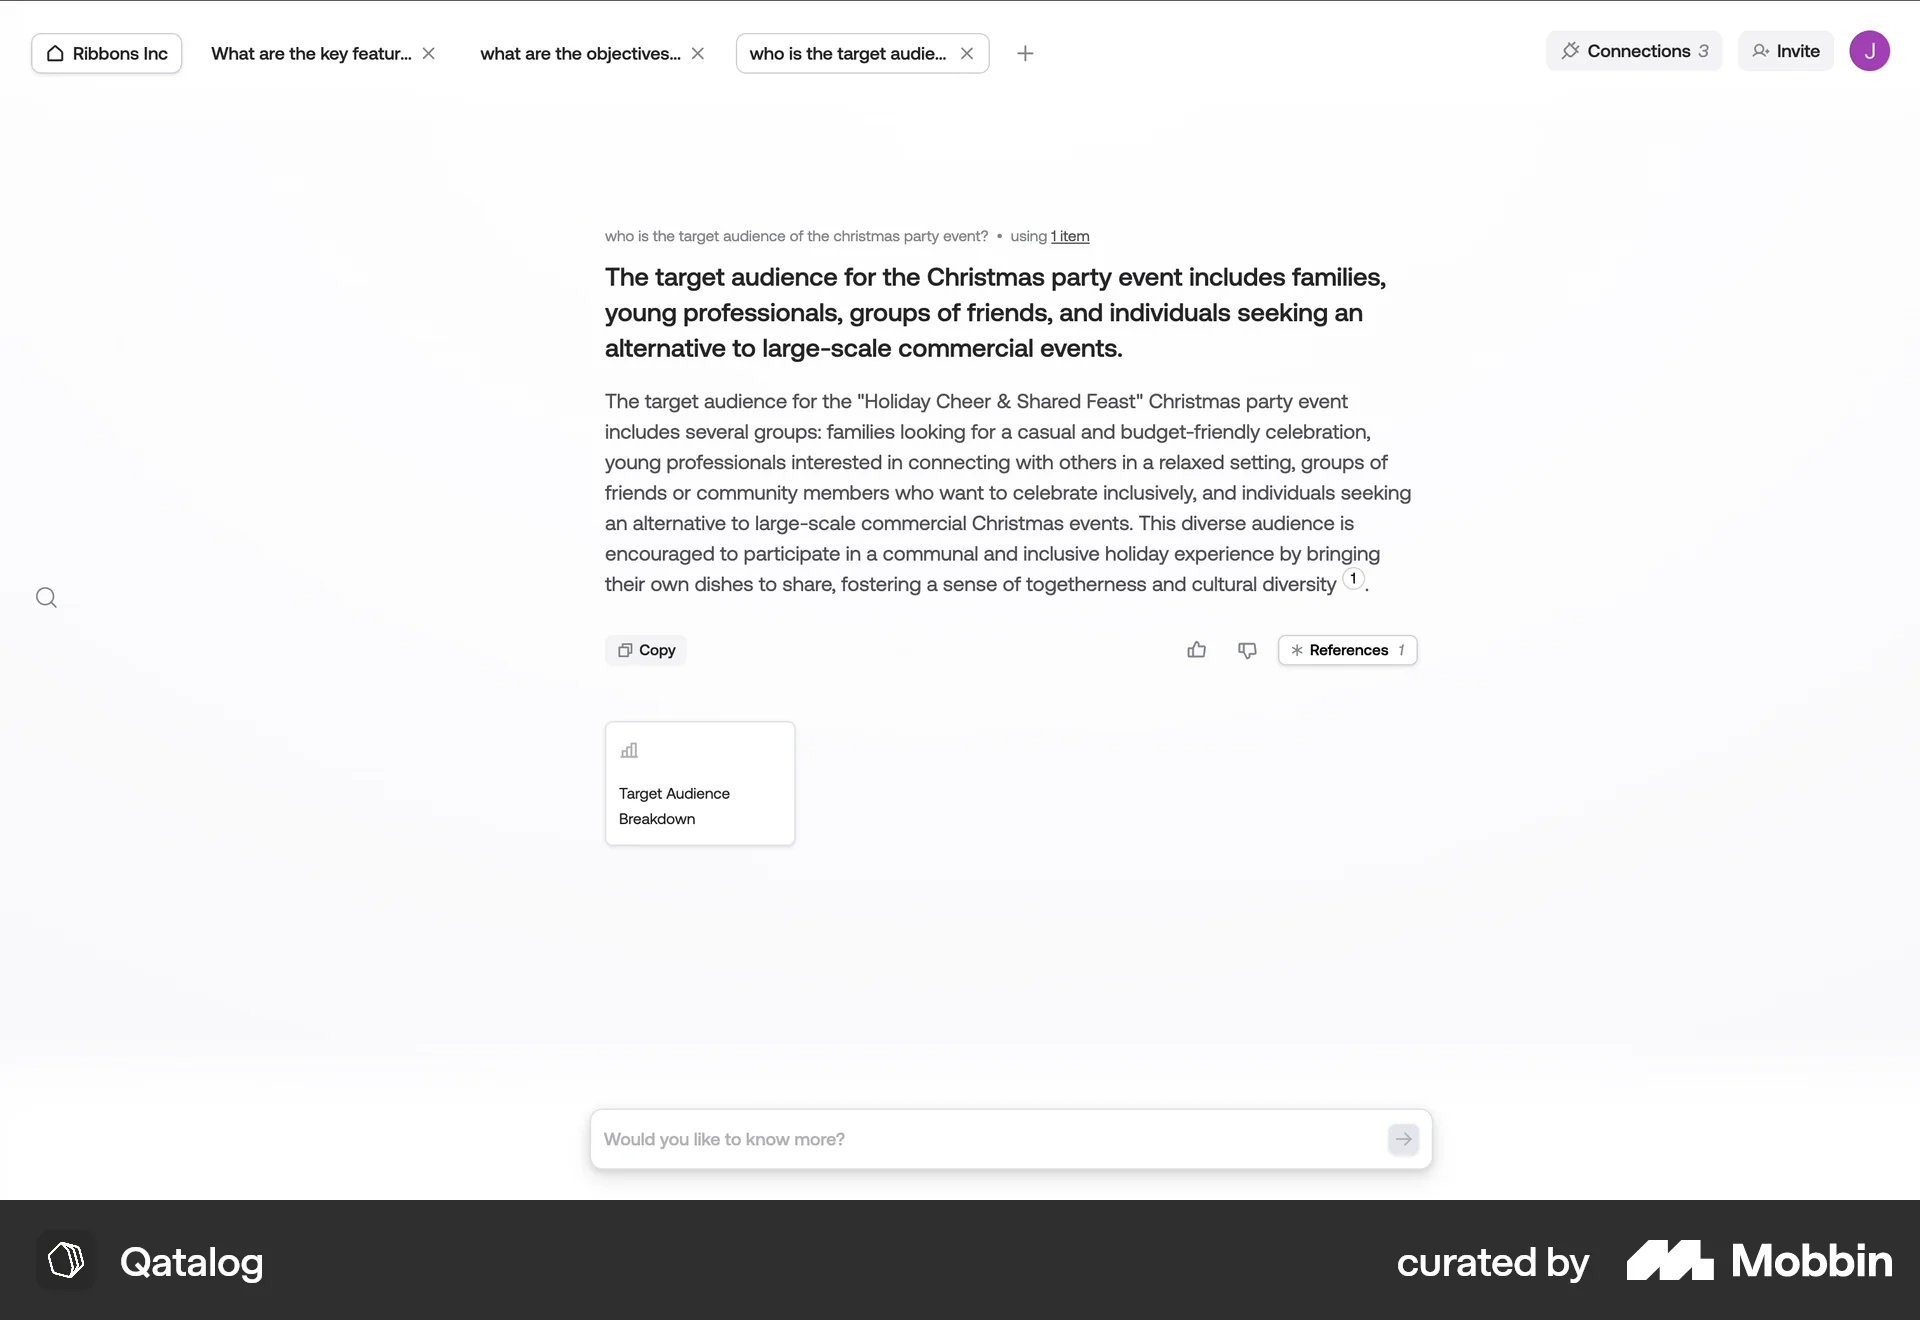 Ribbons Inc
What are the key featur...
what are the objectives...
who is the target audie...
Connections 3
Invite
J
who is the target audience of the christmas party event? • using 1 item
The target audience for the Christmas party event includes families,
young professionals, groups of friends, and individuals seeking an
alternative to large-scale commercial events.
The target audience for the "Holiday Cheer & Shared Feast" Christmas party event
includes several groups: families looking for a casual and budget-friendly celebration,
young professionals interested in connecting with others in a relaxed setting, groups of
friends or community members who want to celebrate inclusively, and individuals seeking
an alternative to large-scale commercial Christmas events. This diverse audience is
encouraged to participate in a communal and inclusive holiday experience by bringing
their own dishes to share, fostering a sense of togetherness and cultural diversity 1.
Copy
References 1
Target Audience
Breakdown
Would you like to know more?
Qatalog
curated by
Mobbin